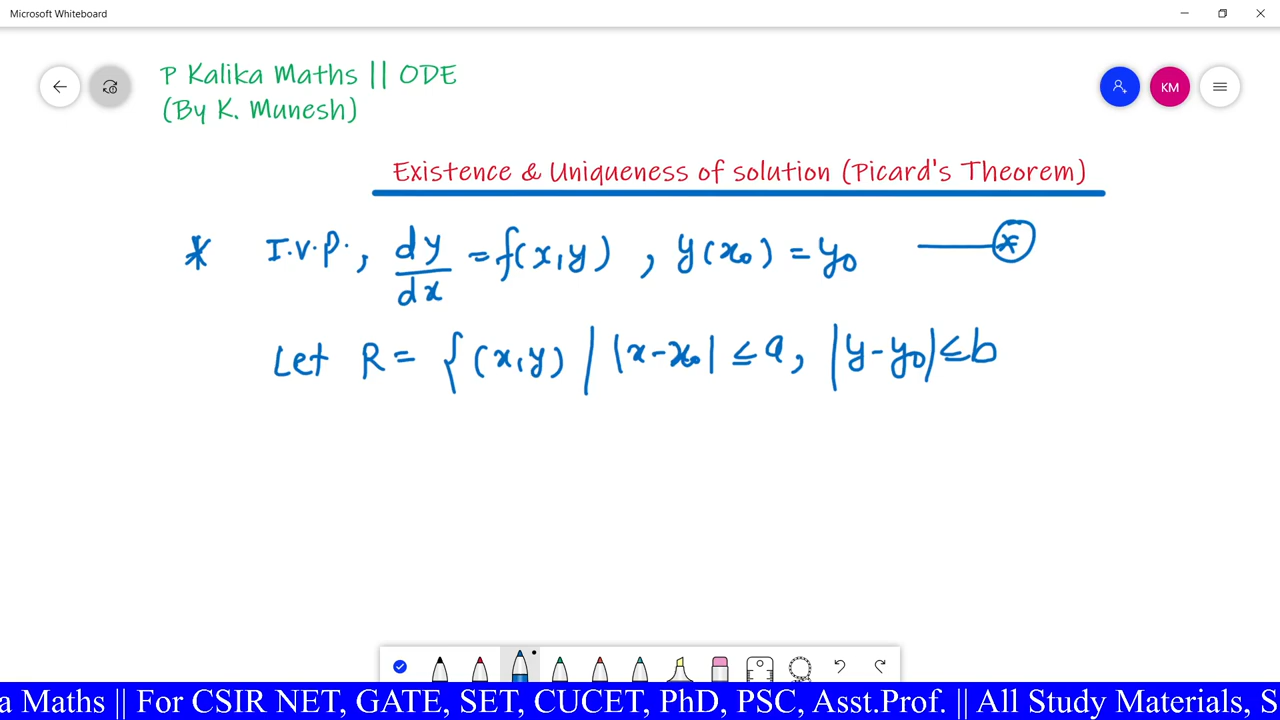 Microsoft Whiteboard
P Kalika Maths || ODE
(By K. Munesh)
KM
Existence & Uniqueness of solution (Picard's Theorem)
* I.V.P., dy/dx = f(x,y) , y(x₀) = y₀ —— ⊛
Let R = {(x,y) | |x-x₀| ≤ a, |y-y₀| ≤ b
a Maths || For CSIR NET, GATE, SET, CUCET, PhD, PSC, Asst.Prof. || All Study Materials, S